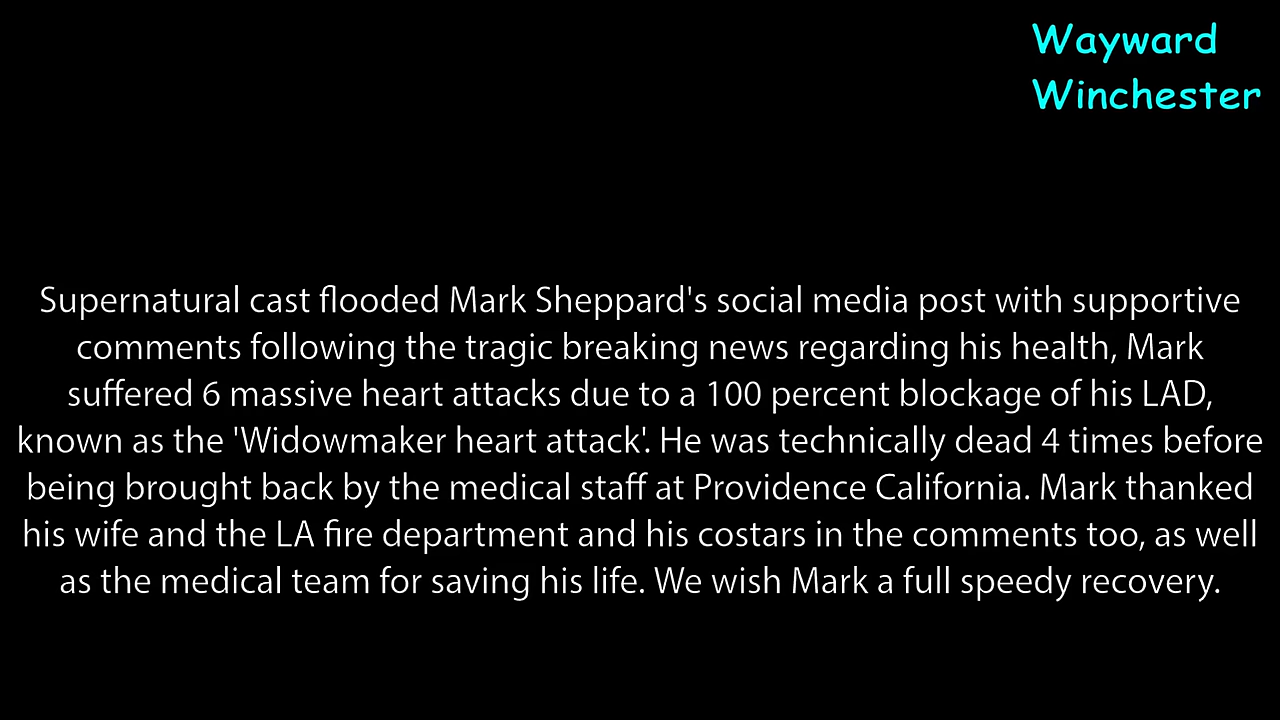 Wayward
Winchester
Supernatural cast flooded Mark Sheppard's social media post with supportive
comments following the tragic breaking news regarding his health, Mark
suffered 6 massive heart attacks due to a 100 percent blockage of his LAD,
known as the 'Widowmaker heart attack'. He was technically dead 4 times before
being brought back by the medical staff at Providence California. Mark thanked
his wife and the LA fire department and his costars in the comments too, as well
as the medical team for saving his life. We wish Mark a full speedy recovery.